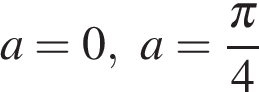 a = 0, a = π/4